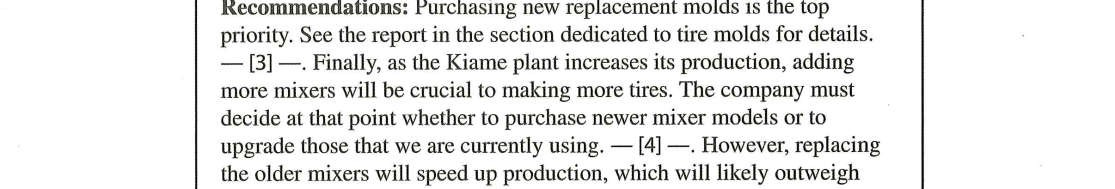 Recommendations: Purchasing new replacement molds is the top
priority. See the report in the section dedicated to tire molds for details.
— [3] —. Finally, as the Kiame plant increases its production, adding
more mixers will be crucial to making more tires. The company must
decide at that point whether to purchase newer mixer models or to
upgrade those that we are currently using. — [4] —. However, replacing
the older mixers will speed up production, which will likely outweigh